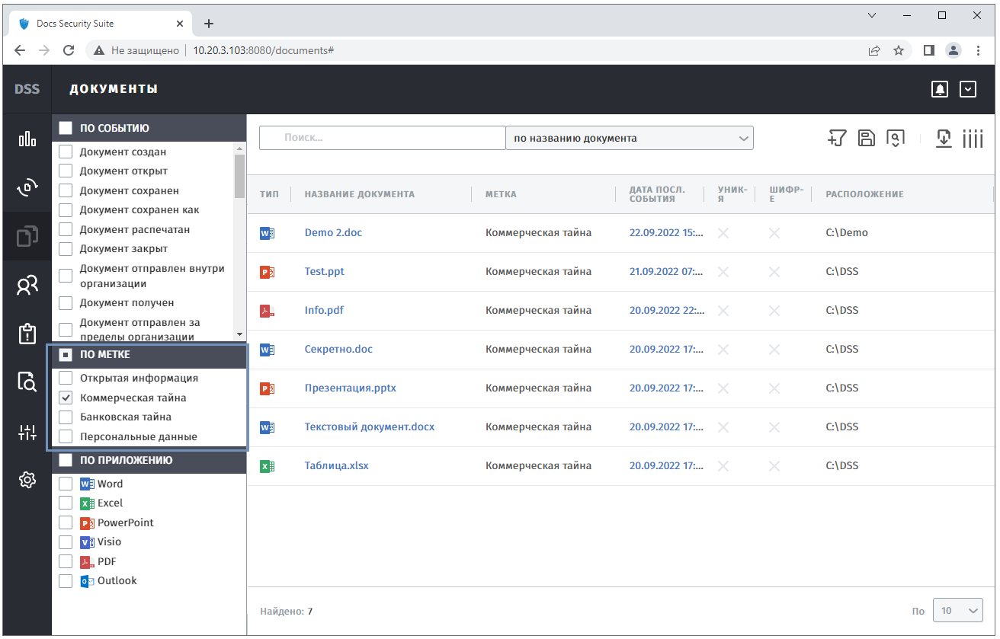 Docs Security Suite
Не защищено
10.20.3.103:8080/documents#
DSS
ДОКУМЕНТЫ
ПО СОБЫТИЮ
Документ создан
Документ открыт
Документ сохранен
Документ сохранен как
Документ распечатан
Документ закрыт
Документ отправлен внутри
организации
Документ получен
Документ отправлен за
пределы организации
ПО МЕТКЕ
Открытая информация
Коммерческая тайна
Банковская тайна
Персональные данные
ПО ПРИЛОЖЕНИЮ
Word
Excel
PowerPoint
Visio
PDF
Outlook
Поиск...
по названию документа
ТИП НАЗВАНИЕ ДОКУМЕНТА МЕТКА ДАТА ПОСЛ. УНИК- ШИФР- РАСПОЛОЖЕНИЕ
СОБЫТИЯ Я Е
Demo 2.doc Коммерческая тайна 22.09.2022 15:... C:\Demo
Test.ppt Коммерческая тайна 21.09.2022 07:... C:\DSS
Info.pdf Коммерческая тайна 20.09.2022 22:... C:\DSS
Секретно.doc Коммерческая тайна 20.09.2022 17:... C:\DSS
Презентация.pptx Коммерческая тайна 20.09.2022 17:... C:\DSS
Текстовый документ.docx Коммерческая тайна 20.09.2022 17:... C:\DSS
Таблица.xlsx Коммерческая тайна 20.09.2022 17:... C:\DSS
Найдено: 7
По 10